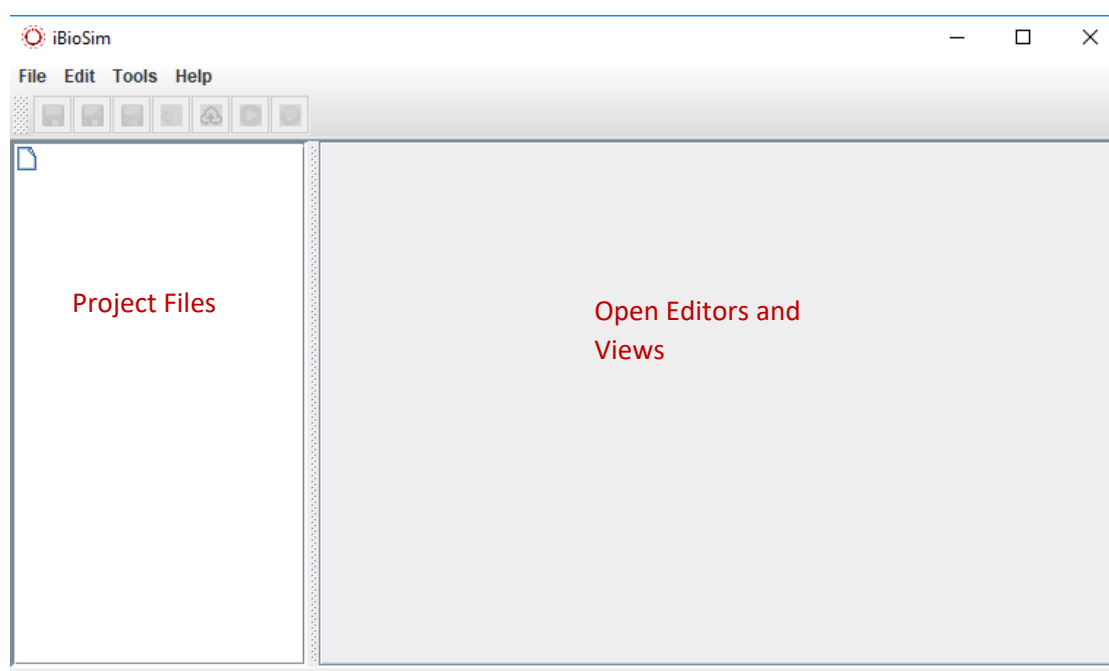 iBioSim
File Edit Tools Help
Project Files
Open Editors and
Views